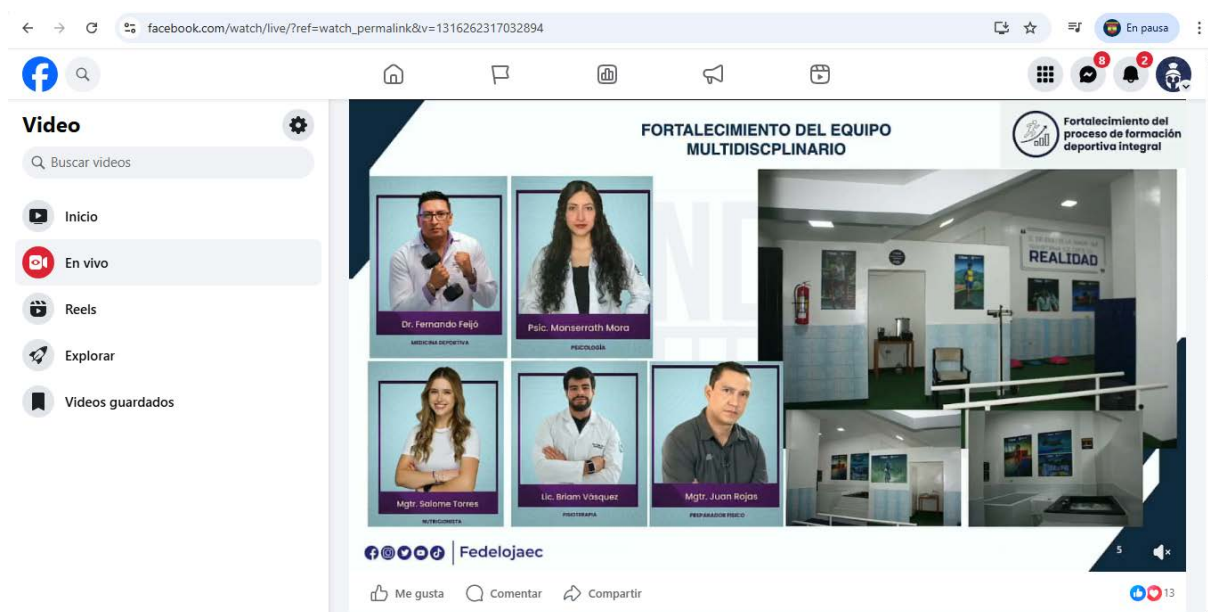 facebook.com/watch/live/?ref=watch_permalink&v=1316262317032894
En pausa
8
2
Video
Buscar videos
Inicio
En vivo
Reels
Explorar
Videos guardados
FORTALECIMIENTO DEL EQUIPO
MULTIDISCPLINARIO
Fortalecimiento del
proceso de formación
deportiva integral
Dr. Fernando Feijó
MEDICINA DEPORTIVA
Psic. Monserrath Mora
PSICOLOGÍA
REALIDAD
Mgtr. Salome Torres
NUTRICIONISTA
Lic. Briam Vásquez
FISIOTERAPIA
Mgtr. Juan Rojas
PREPARADOR FISICO
Fedelojaec
5
Me gusta
Comentar
Compartir
13